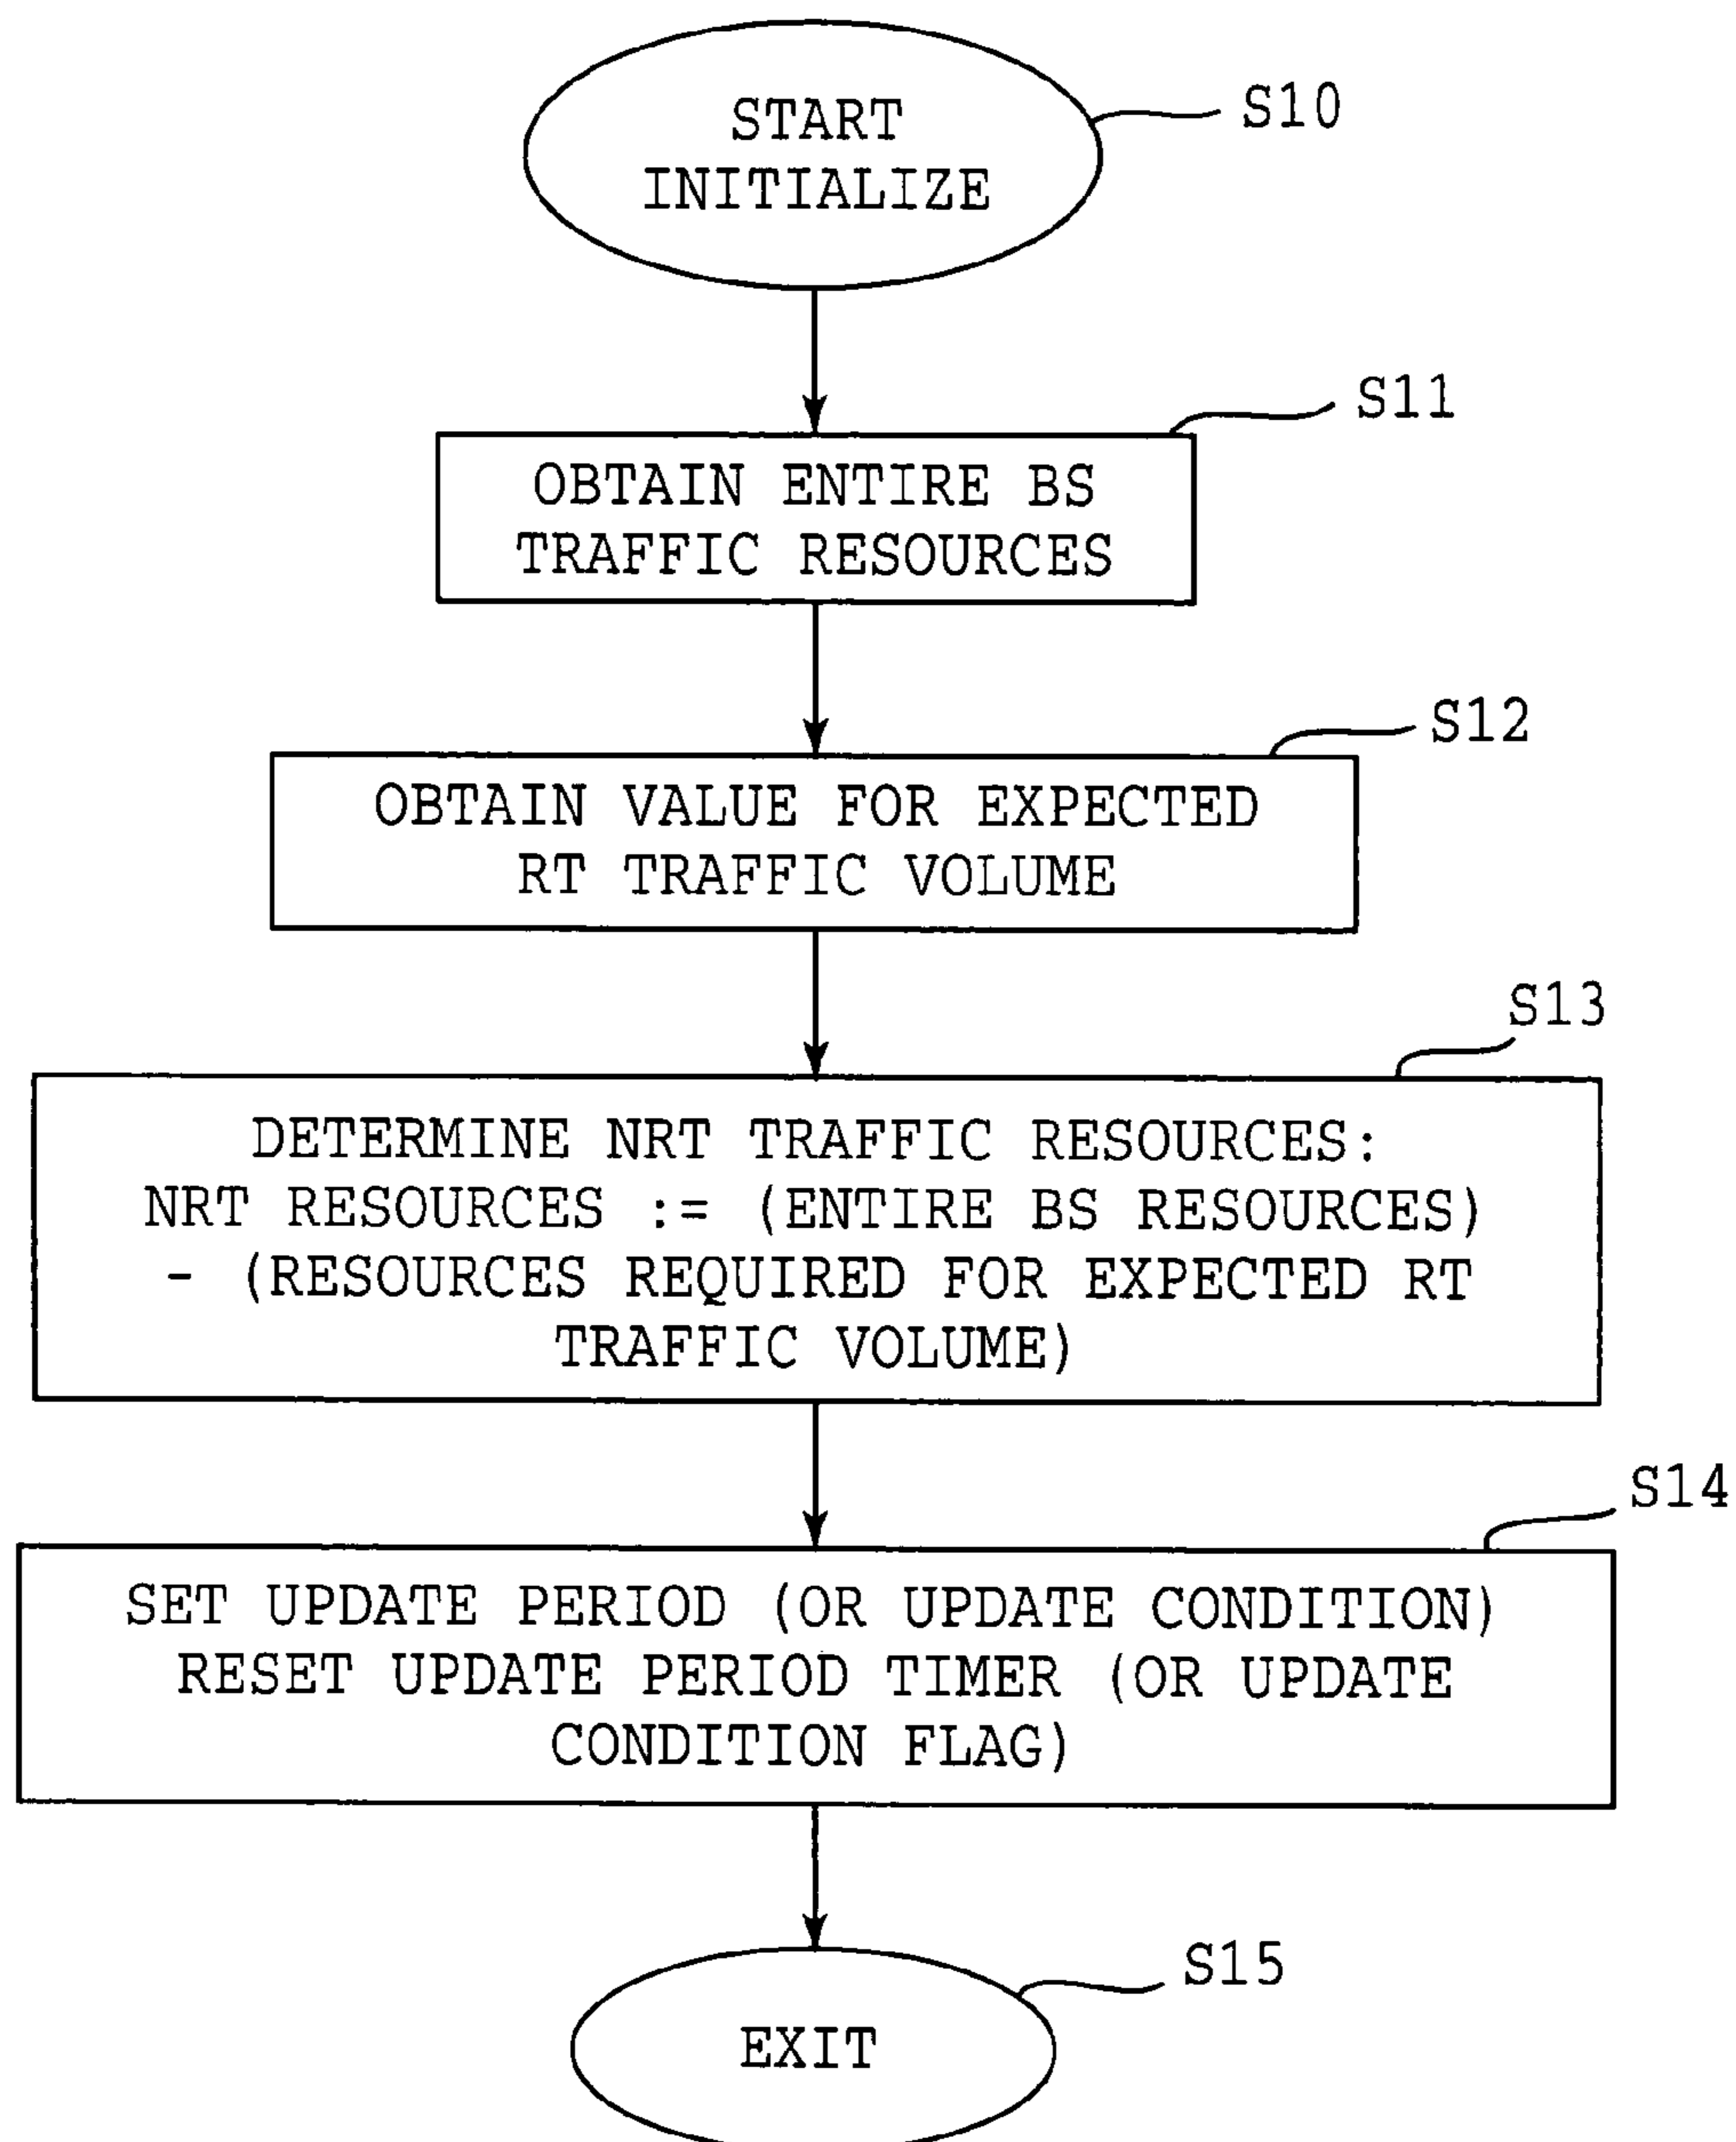 START
INITIALIZE
S10
S11
OBTAIN ENTIRE BS
TRAFFIC RESOURCES
S12
OBTAIN VALUE FOR EXPECTED
RT TRAFFIC VOLUME
S13
DETERMINE NRT TRAFFIC RESOURCES:
NRT RESOURCES := (ENTIRE BS RESOURCES)
- (RESOURCES REQUIRED FOR EXPECTED RT
TRAFFIC VOLUME)
S14
SET UPDATE PERIOD (OR UPDATE CONDITION)
RESET UPDATE PERIOD TIMER (OR UPDATE
CONDITION FLAG)
S15
EXIT